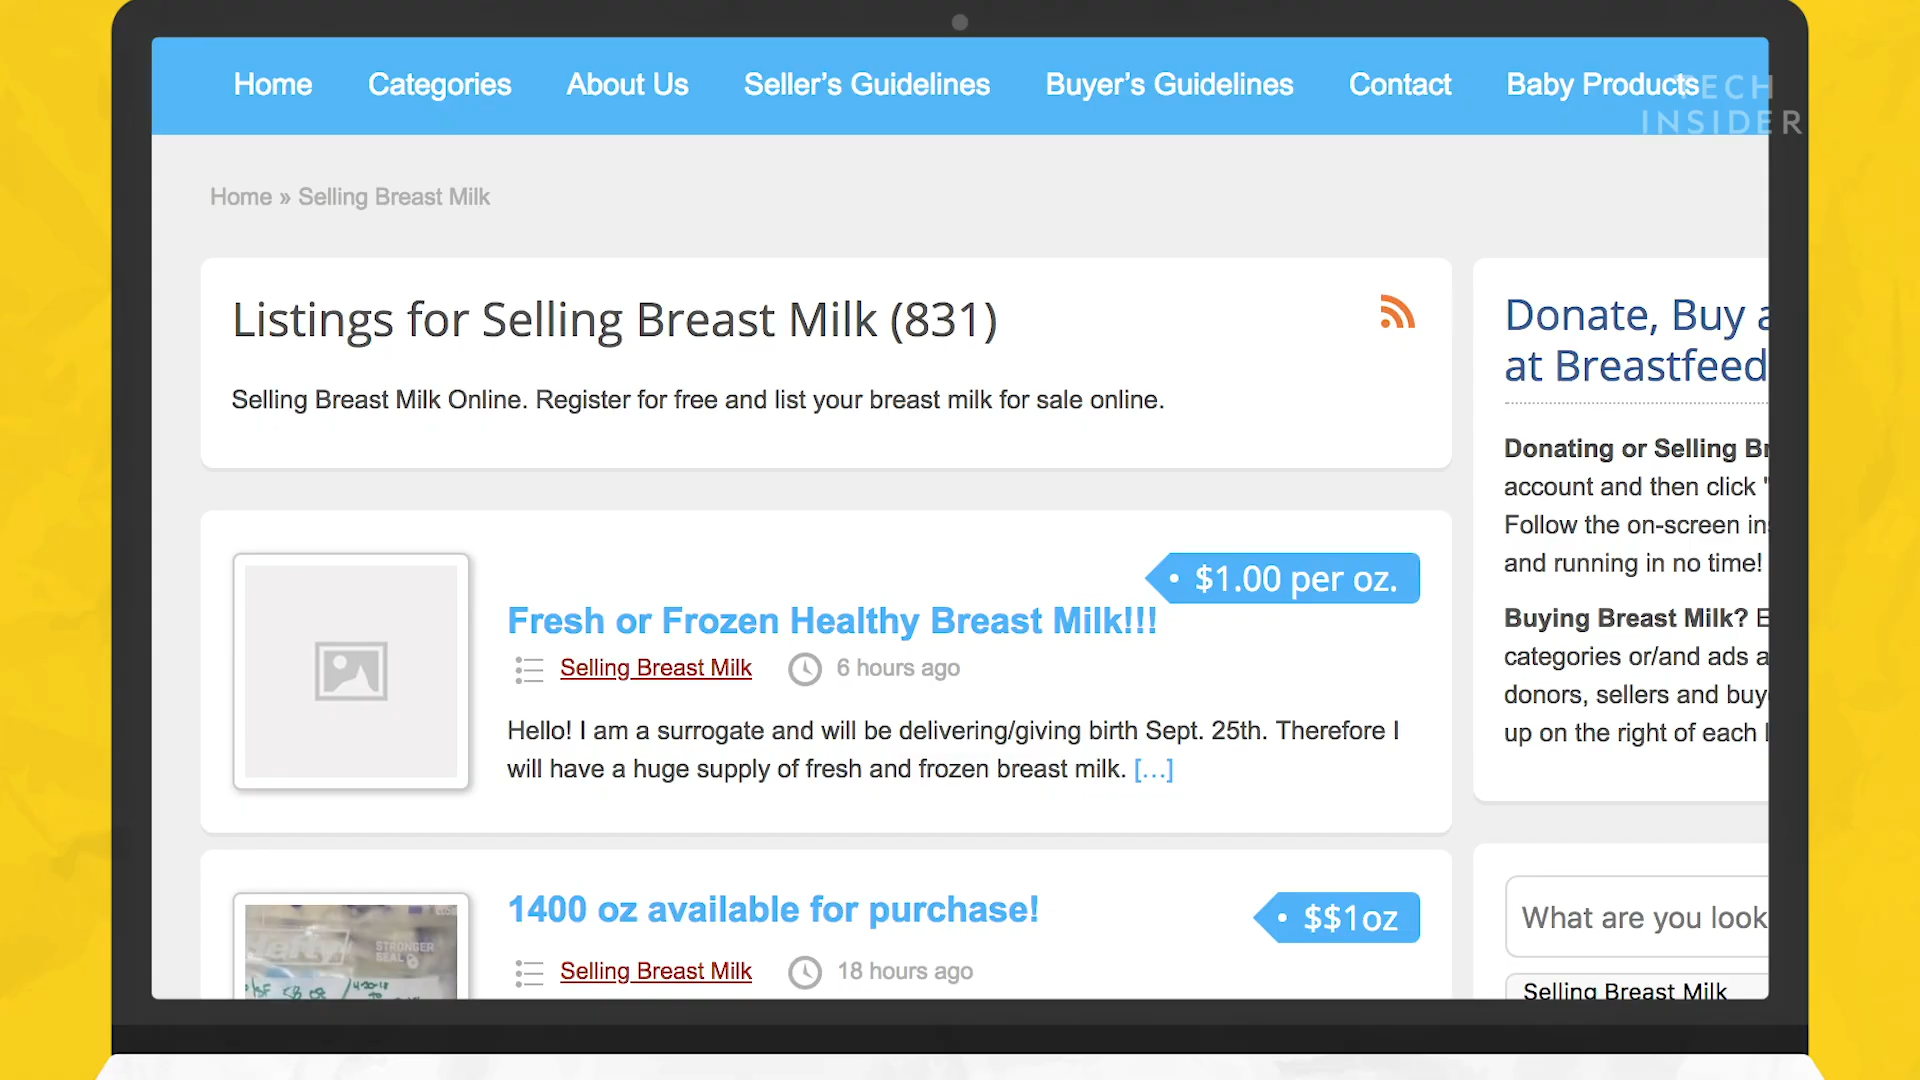 Home Categories About Us Seller's Guidelines Buyer's Guidelines Contact Baby Products
TECH
INSIDER
Home » Selling Breast Milk
Listings for Selling Breast Milk (831)
Selling Breast Milk Online. Register for free and list your breast milk for sale online.
$1.00 per oz.
Fresh or Frozen Healthy Breast Milk!!!
Selling Breast Milk 6 hours ago
Hello! I am a surrogate and will be delivering/giving birth Sept. 25th. Therefore I
will have a huge supply of fresh and frozen breast milk. [...]
1400 oz available for purchase!
$$1oz
Selling Breast Milk 18 hours ago
hefty
STRONGER
SEAL
Donate, Buy a
at Breastfeed
Donating or Selling Br
account and then click "
Follow the on-screen ins
and running in no time!
Buying Breast Milk? E
categories or/and ads a
donors, sellers and buye
up on the right of each l
What are you look
Selling Breast Milk